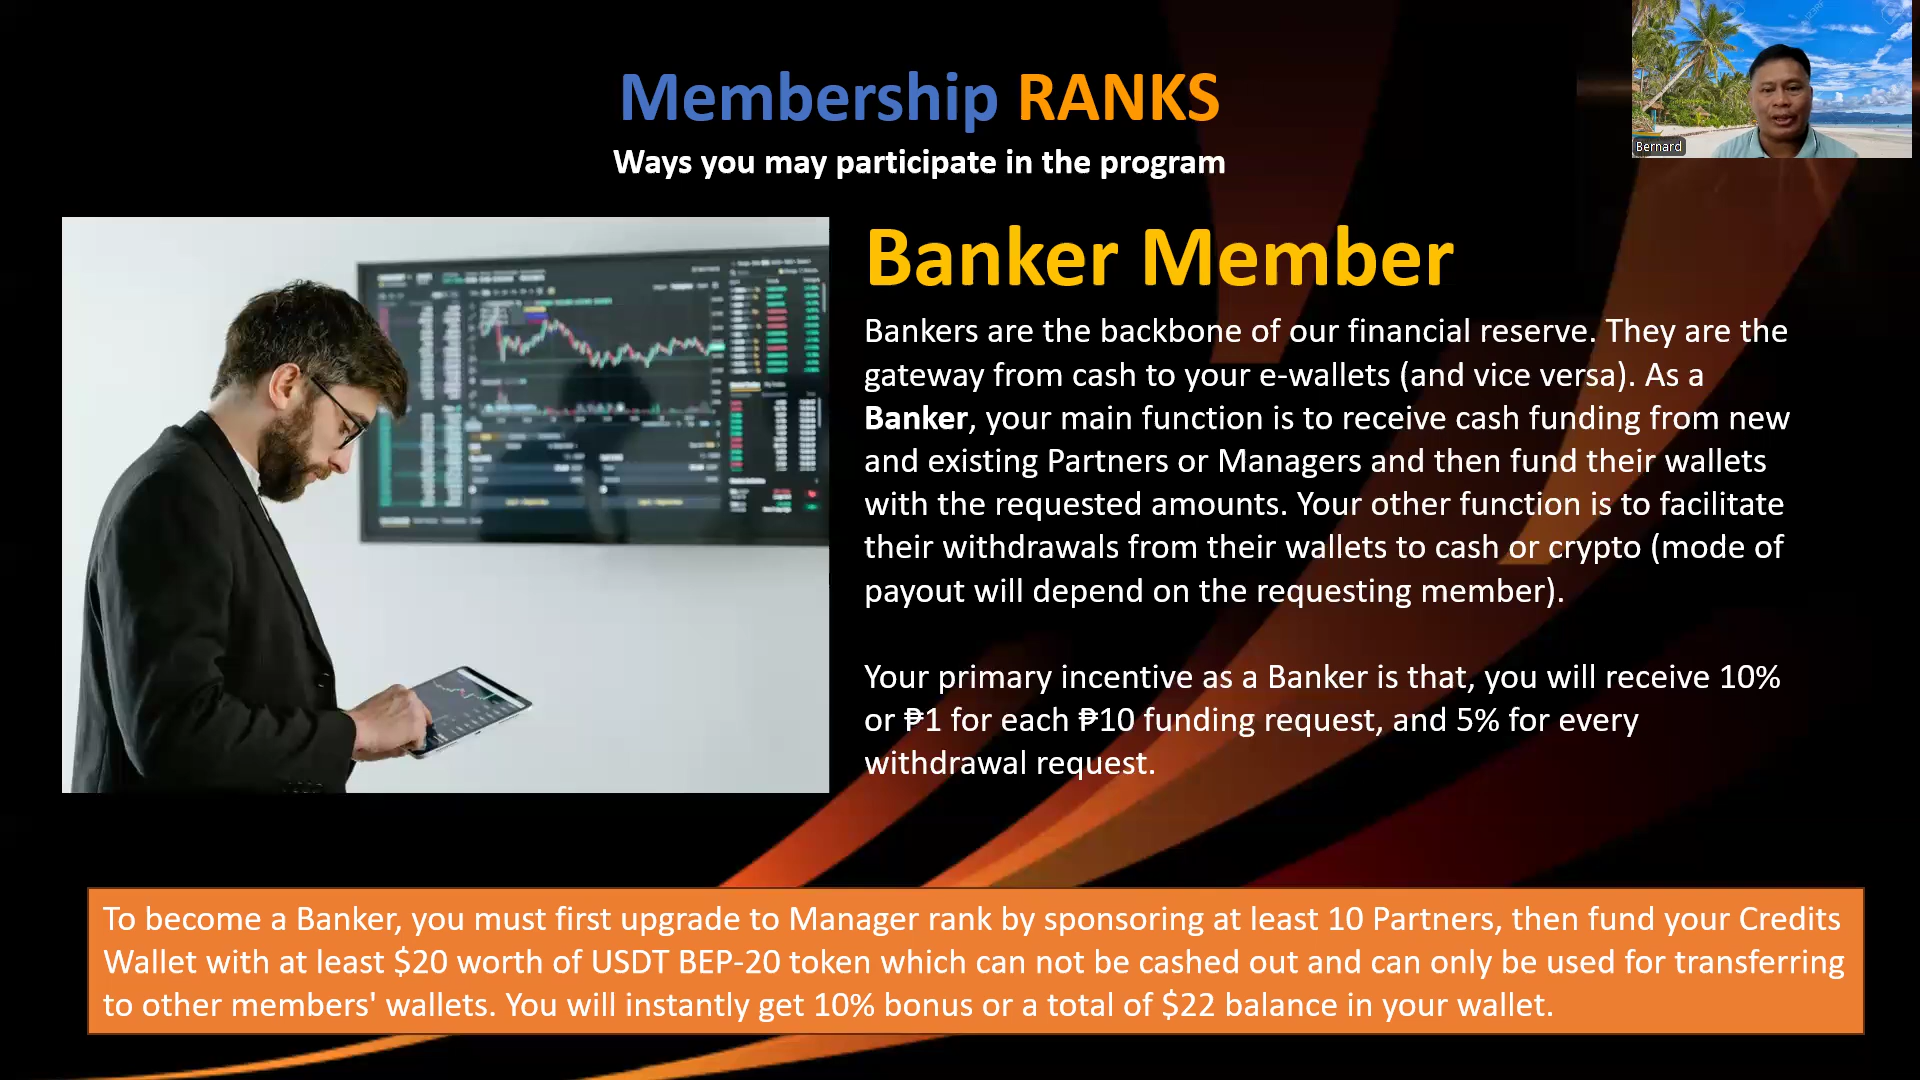 Membership RANKS
Ways you may participate in the program
Bernard
Banker Member
Bankers are the backbone of our financial reserve. They are the
gateway from cash to your e-wallets (and vice versa). As a
Banker, your main function is to receive cash funding from new
and existing Partners or Managers and then fund their wallets
with the requested amounts. Your other function is to facilitate
their withdrawals from their wallets to cash or crypto (mode of
payout will depend on the requesting member).
Your primary incentive as a Banker is that, you will receive 10%
or ₱1 for each ₱10 funding request, and 5% for every
withdrawal request.
To become a Banker, you must first upgrade to Manager rank by sponsoring at least 10 Partners, then fund your Credits
Wallet with at least $20 worth of USDT BEP-20 token which can not be cashed out and can only be used for transferring
to other members' wallets. You will instantly get 10% bonus or a total of $22 balance in your wallet.